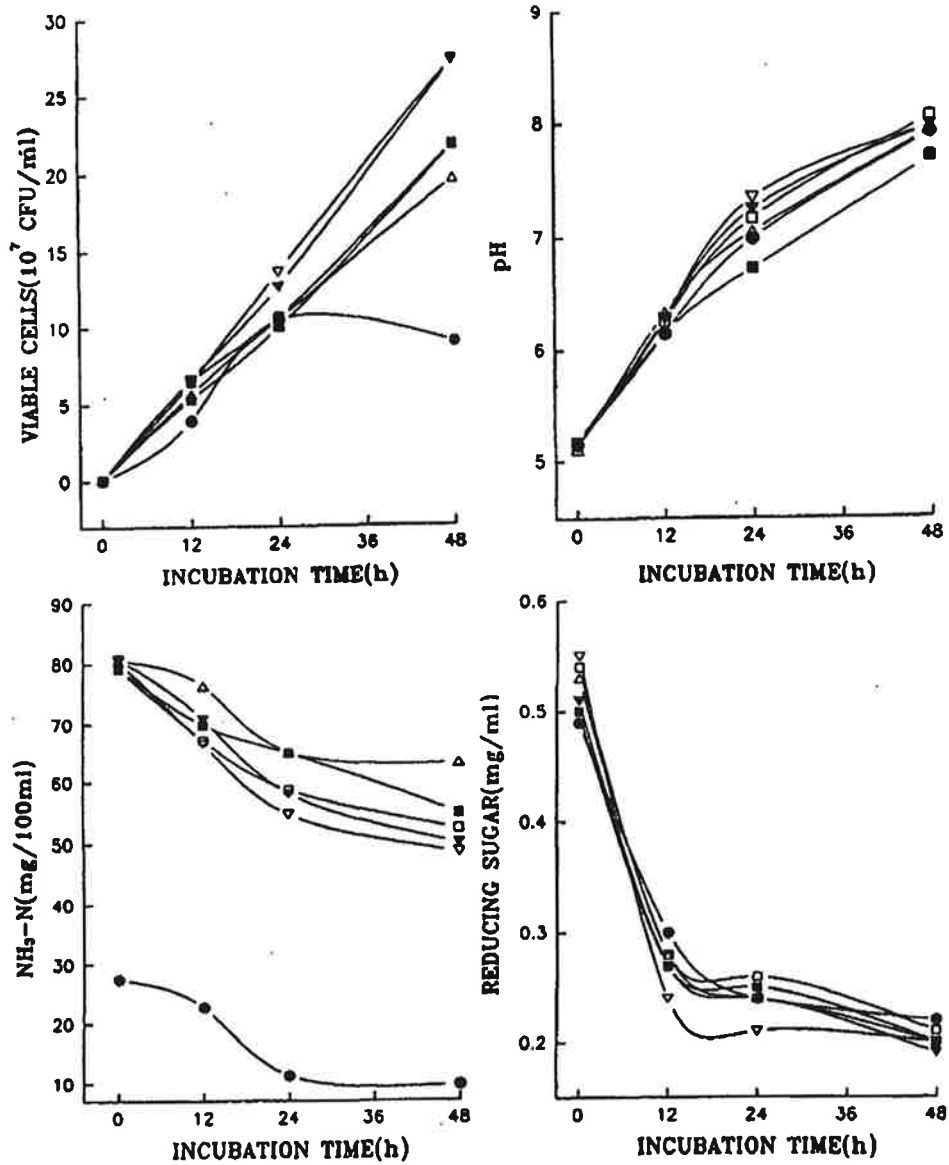 30
25
20
15
10
5
0
VIABLE CELLS(10⁷ CFU/ml)
0 12 24 36 48
INCUBATION TIME(h)
9
8
7
6
5
pH
0 12 24 36 48
INCUBATION TIME(h)
90
80
70
60
50
40
30
20
10
NH₃-N(mg/100ml)
0 12 24 36 48
INCUBATION TIME(h)
0.6
0.5
0.4
0.3
0.2
REDUCING SUGAR(mg/ml)
0 12 24 36 48
INCUBATION TIME(h)